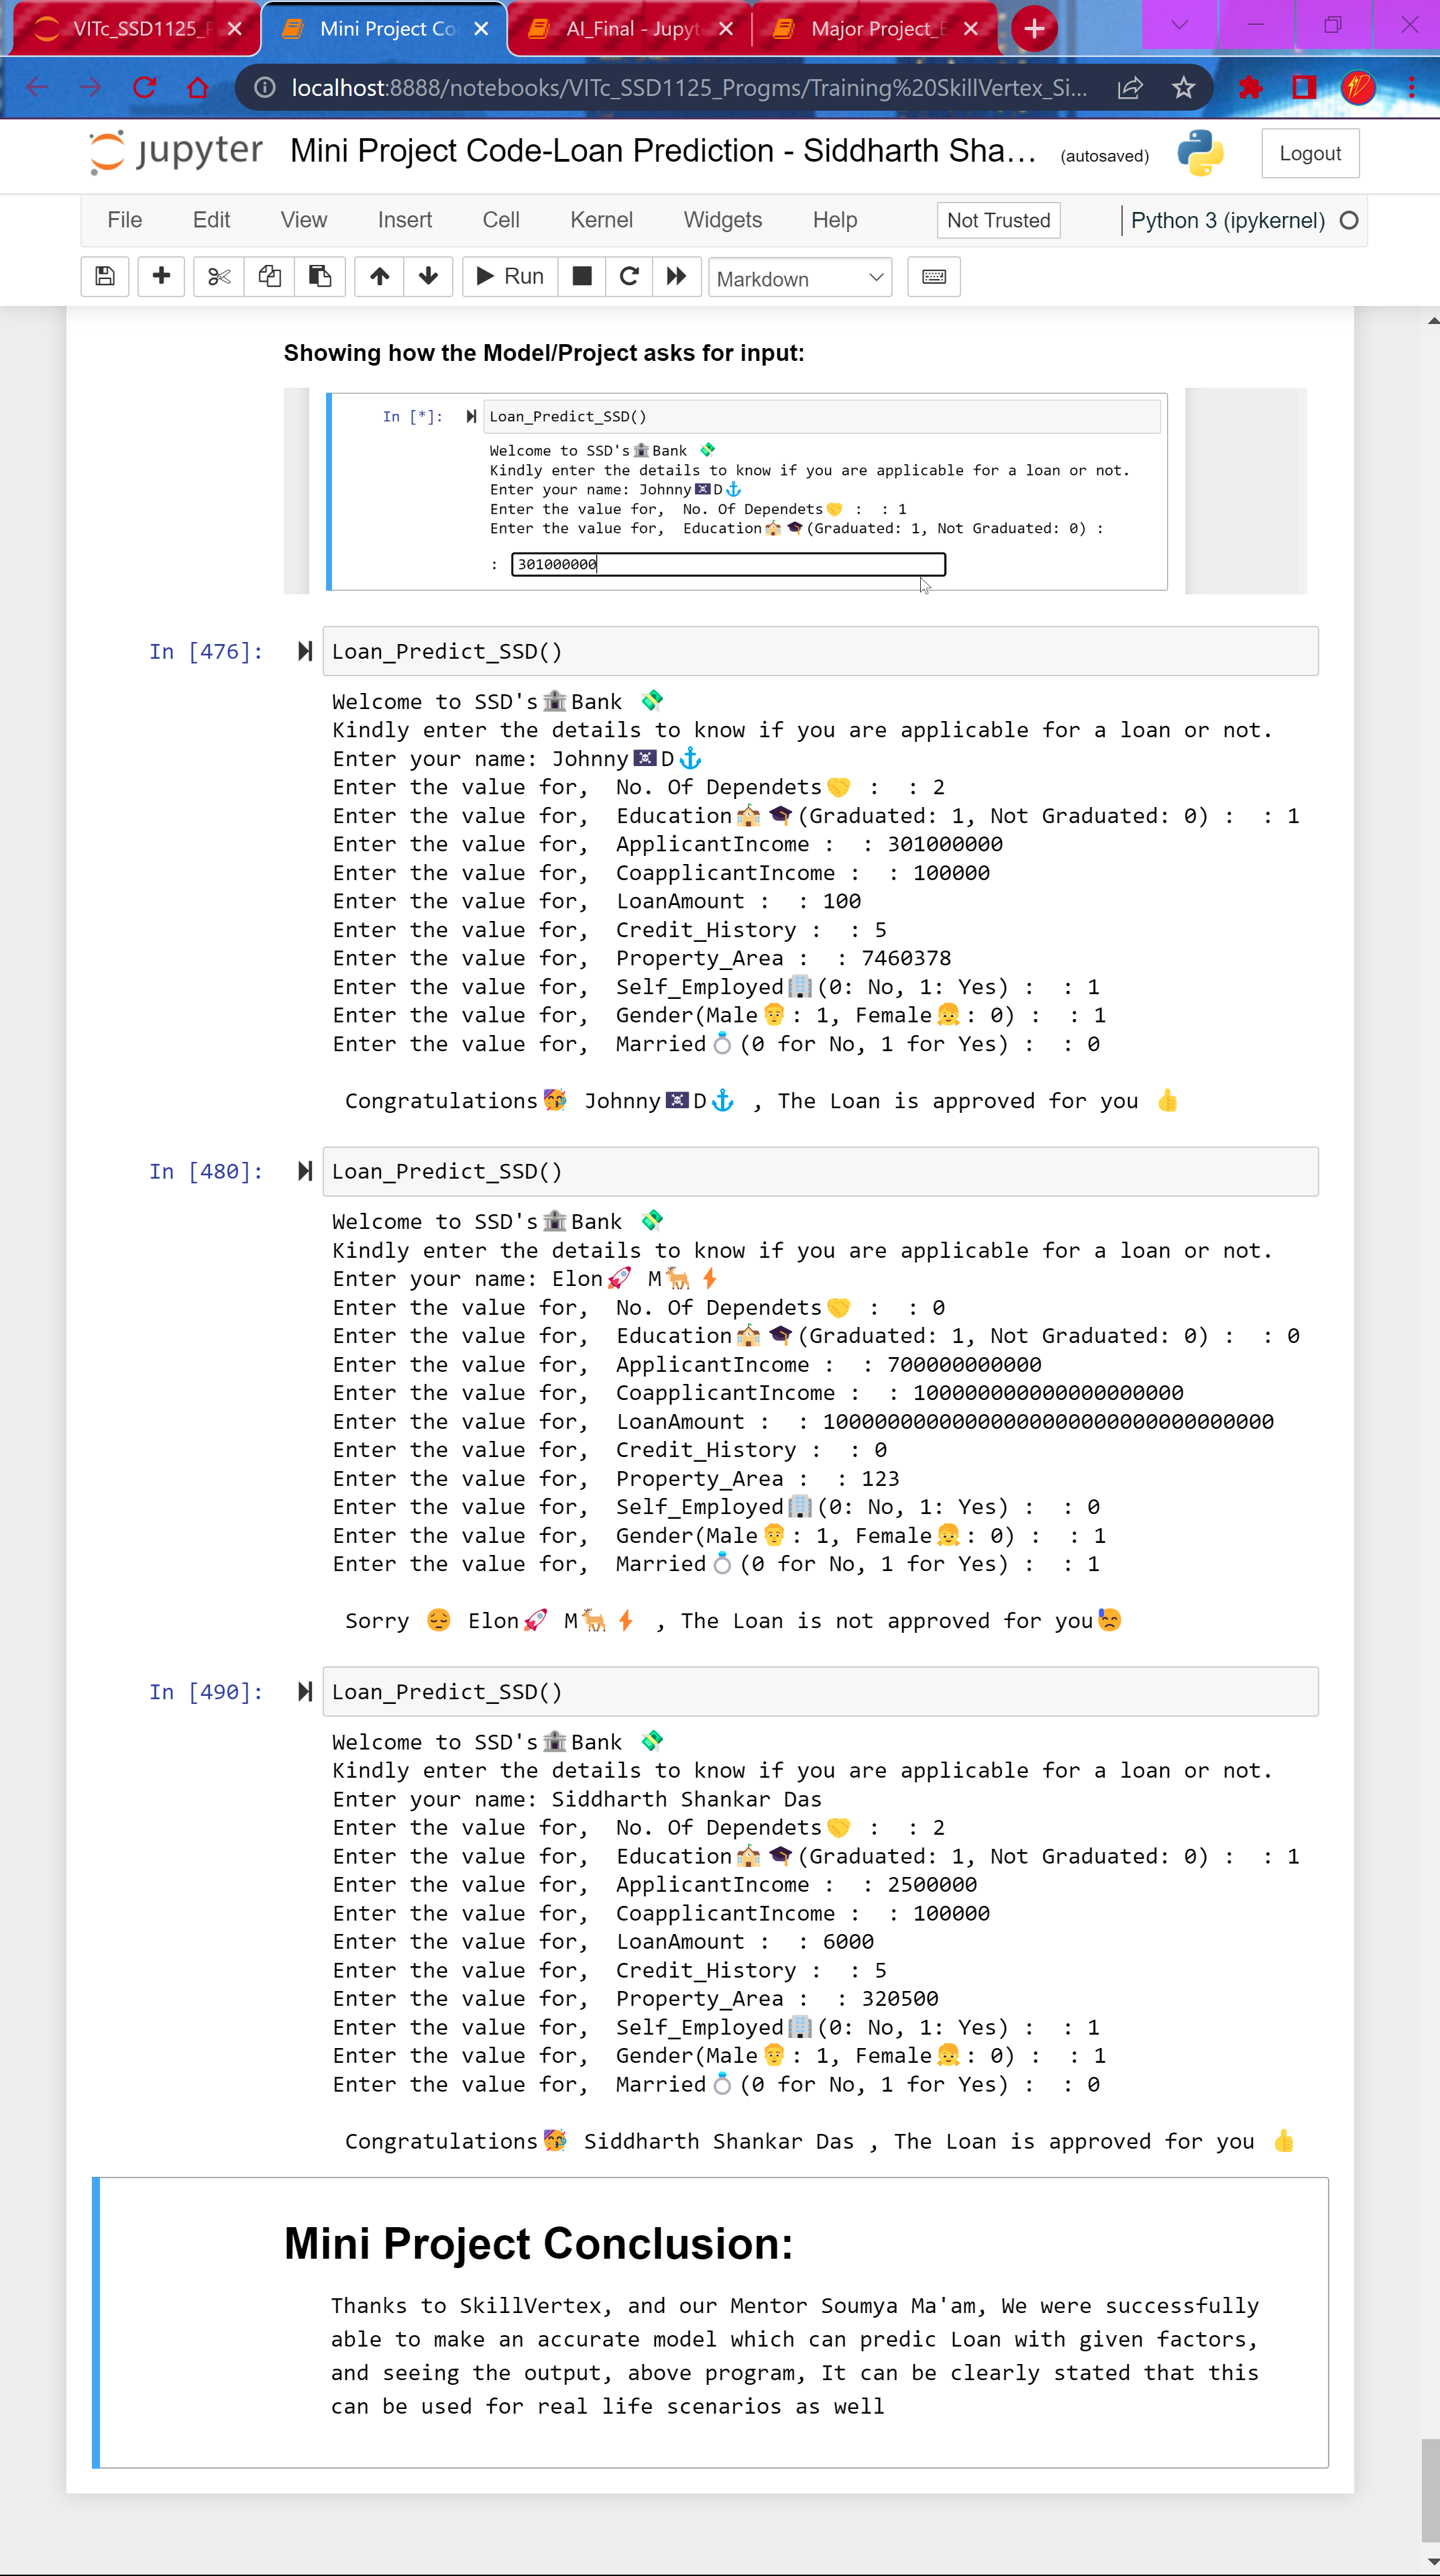 VITc_SSD1125_P
Mini Project Co
AI_Final - Jupyt
Major Project_E
localhost:8888/notebooks/VITc_SSD1125_Progms/Training%20SkillVertex_Si...
jupyter Mini Project Code-Loan Prediction - Siddharth Sha... (autosaved) Logout
File Edit View Insert Cell Kernel Widgets Help Not Trusted Python 3 (ipykernel)
Run Markdown
Showing how the Model/Project asks for input:
In [*]: Loan_Predict_SSD()
Welcome to SSD's🏦Bank 💸
Kindly enter the details to know if you are applicable for a loan or not.
Enter your name: Johnny🏴‍☠️D⚓
Enter the value for,  No. Of Dependets🤝 :  : 1
Enter the value for,  Education🏫🎓(Graduated: 1, Not Graduated: 0) :
: 301000000
In [476]: Loan_Predict_SSD()
Welcome to SSD's🏦Bank 💸
Kindly enter the details to know if you are applicable for a loan or not.
Enter your name: Johnny🏴‍☠️D⚓
Enter the value for,  No. Of Dependets🤝 :  : 2
Enter the value for,  Education🏫🎓(Graduated: 1, Not Graduated: 0) :  : 1
Enter the value for,  ApplicantIncome :  : 301000000
Enter the value for,  CoapplicantIncome :  : 100000
Enter the value for,  LoanAmount :  : 100
Enter the value for,  Credit_History :  : 5
Enter the value for,  Property_Area :  : 7460378
Enter the value for,  Self_Employed🏢(0: No, 1: Yes) :  : 1
Enter the value for,  Gender(Male👨: 1, Female👧: 0) :  : 1
Enter the value for,  Married💍(0 for No, 1 for Yes) :  : 0
Congratulations🥳 Johnny🏴‍☠️D⚓ , The Loan is approved for you 👍
In [480]: Loan_Predict_SSD()
Welcome to SSD's🏦Bank 💸
Kindly enter the details to know if you are applicable for a loan or not.
Enter your name: Elon🚀 M🐐⚡
Enter the value for,  No. Of Dependets🤝 :  : 0
Enter the value for,  Education🏫🎓(Graduated: 1, Not Graduated: 0) :  : 0
Enter the value for,  ApplicantIncome :  : 700000000000
Enter the value for,  CoapplicantIncome :  : 100000000000000000000
Enter the value for,  LoanAmount :  : 10000000000000000000000000000000000
Enter the value for,  Credit_History :  : 0
Enter the value for,  Property_Area :  : 123
Enter the value for,  Self_Employed🏢(0: No, 1: Yes) :  : 0
Enter the value for,  Gender(Male👨: 1, Female👧: 0) :  : 1
Enter the value for,  Married💍(0 for No, 1 for Yes) :  : 1
Sorry 😔 Elon🚀 M🐐⚡ , The Loan is not approved for you😓
In [490]: Loan_Predict_SSD()
Welcome to SSD's🏦Bank 💸
Kindly enter the details to know if you are applicable for a loan or not.
Enter your name: Siddharth Shankar Das
Enter the value for,  No. Of Dependets🤝 :  : 2
Enter the value for,  Education🏫🎓(Graduated: 1, Not Graduated: 0) :  : 1
Enter the value for,  ApplicantIncome :  : 2500000
Enter the value for,  CoapplicantIncome :  : 100000
Enter the value for,  LoanAmount :  : 6000
Enter the value for,  Credit_History :  : 5
Enter the value for,  Property_Area :  : 320500
Enter the value for,  Self_Employed🏢(0: No, 1: Yes) :  : 1
Enter the value for,  Gender(Male👨: 1, Female👧: 0) :  : 1
Enter the value for,  Married💍(0 for No, 1 for Yes) :  : 0
Congratulations🥳 Siddharth Shankar Das , The Loan is approved for you 👍
Mini Project Conclusion:
Thanks to SkillVertex, and our Mentor Soumya Ma'am, We were successfully
able to make an accurate model which can predic Loan with given factors,
and seeing the output, above program, It can be clearly stated that this
can be used for real life scenarios as well